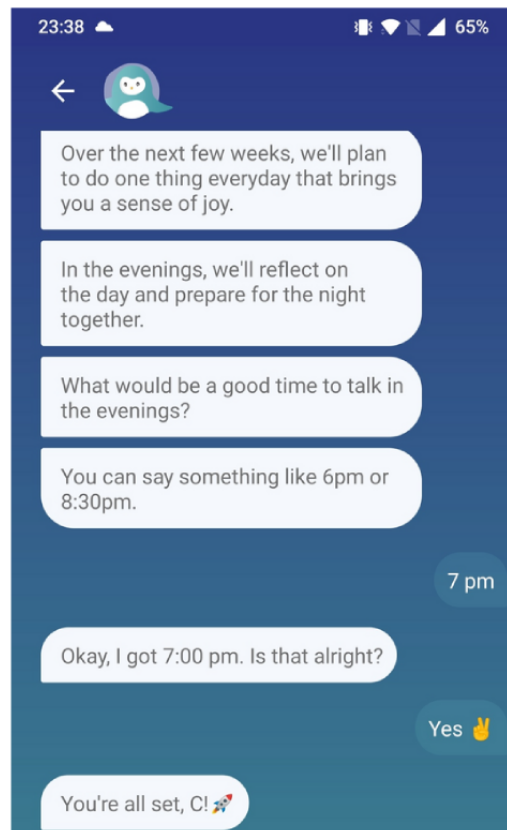 23:38
65%
Over the next few weeks, we'll plan
to do one thing everyday that brings
you a sense of joy.
In the evenings, we'll reflect on
the day and prepare for the night
together.
What would be a good time to talk in
the evenings?
You can say something like 6pm or
8:30pm.
7 pm
Okay, I got 7:00 pm. Is that alright?
Yes ✌️
You're all set, C! 🚀